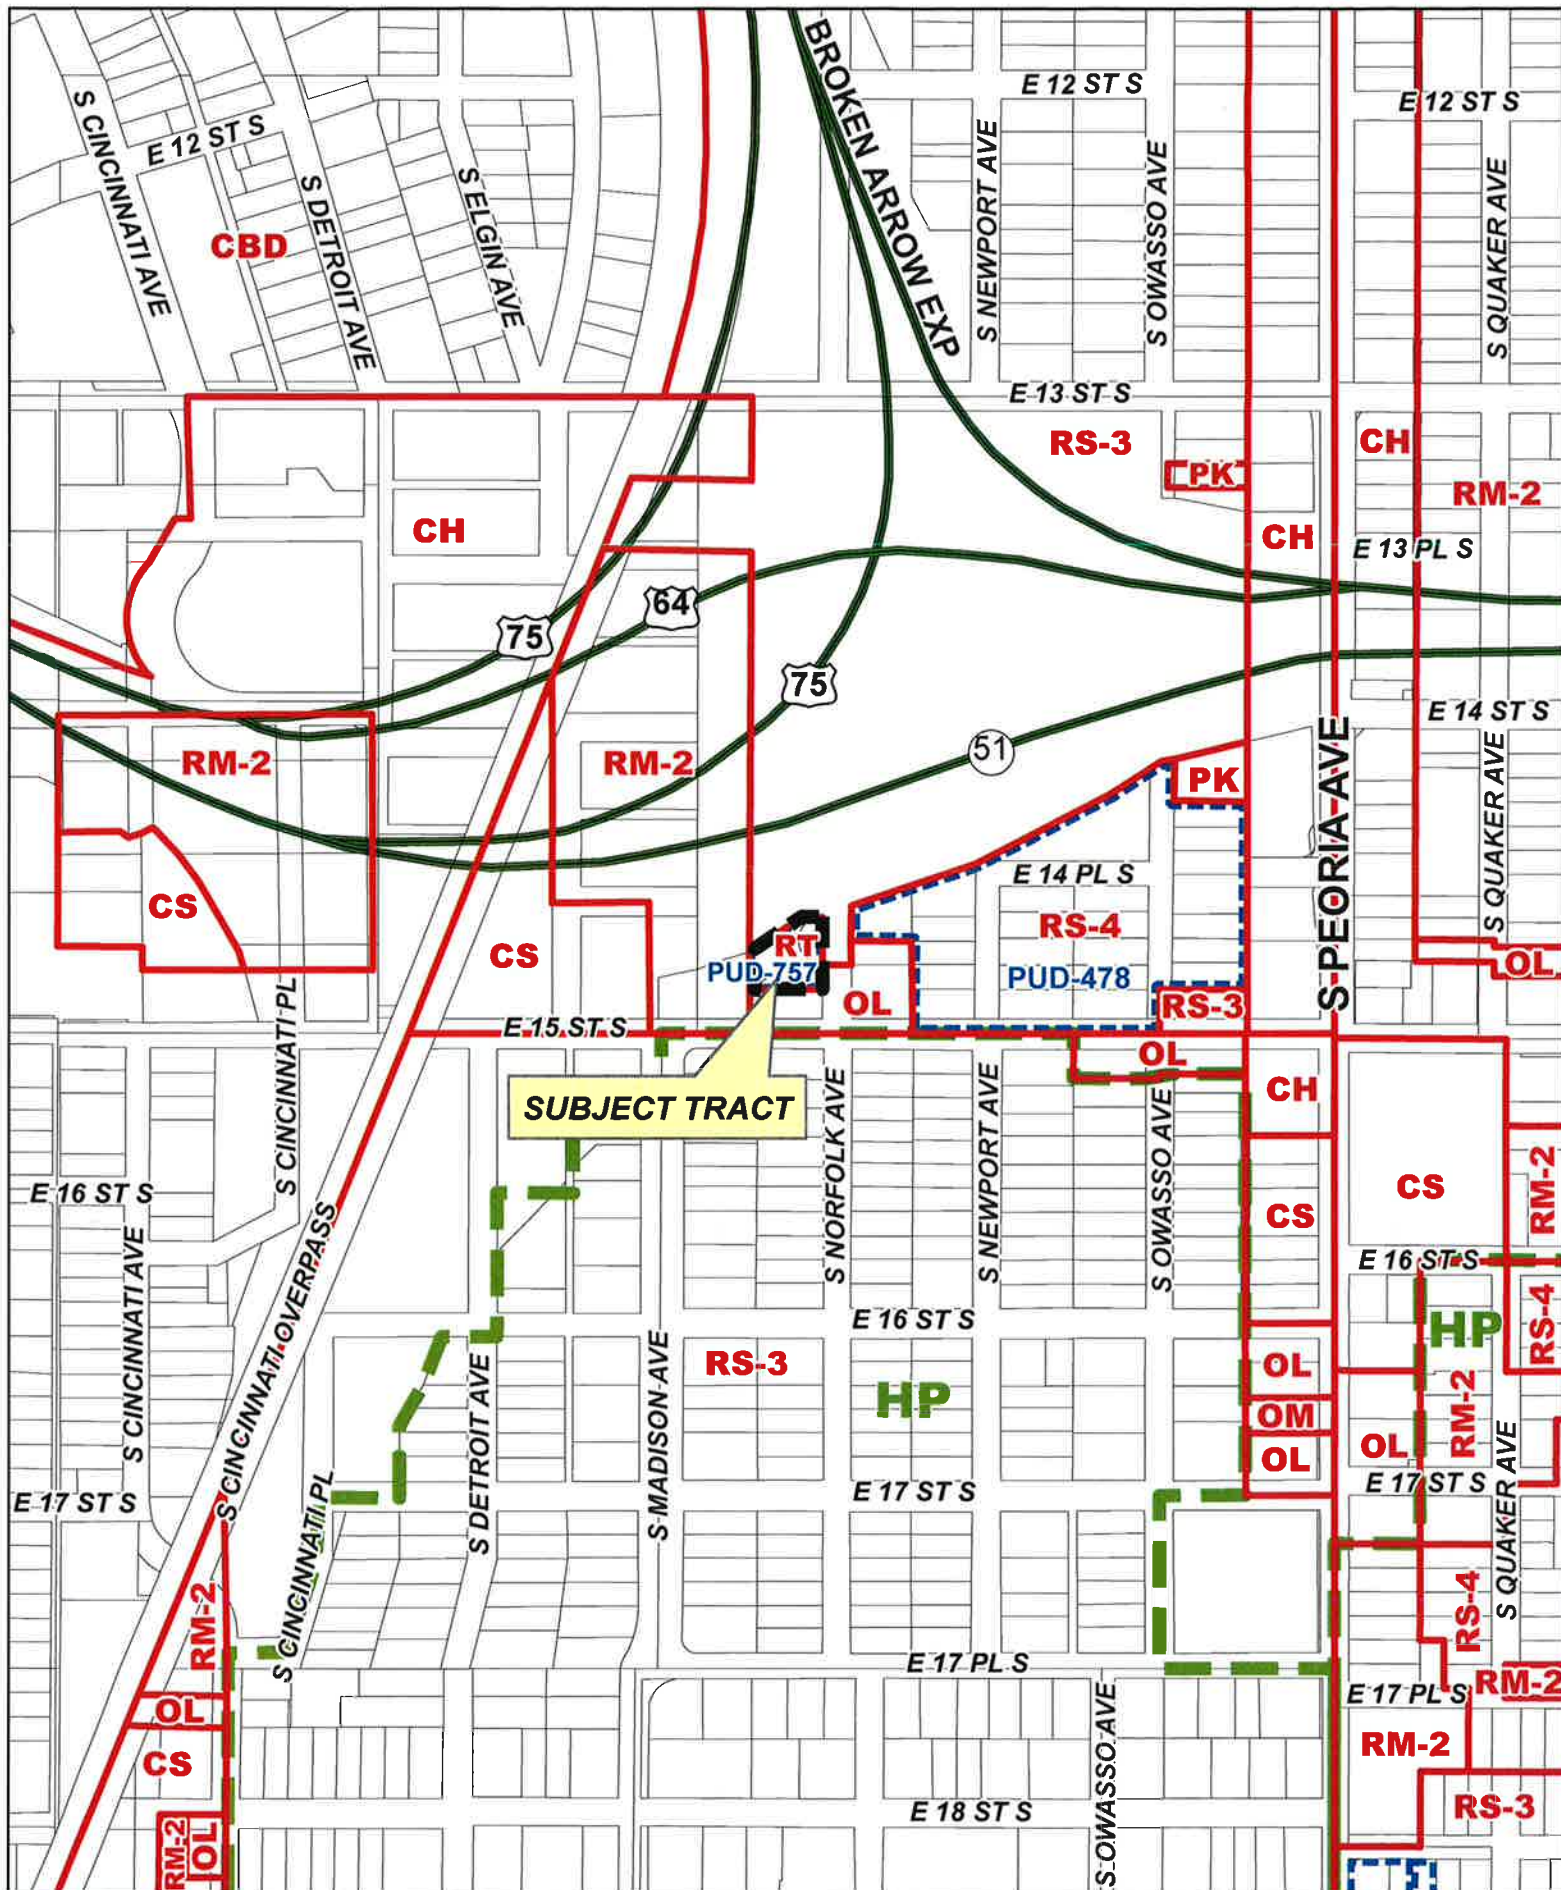 BROKEN ARROW EXP
E 12 ST S
E 12 ST S
S CINCINNATI AVE
E 12 ST S
S DETROIT AVE
S ELGIN AVE
S NEWPORT AVE
S OWASSO AVE
S QUAKER AVE
CBD
E 13 ST S
RS-3
PK
CH
RM-2
CH
CH
E 13 PL S
64
75
75
51
E 14 ST S
RM-2
RM-2
PK
S PEORIA AVE
S QUAKER AVE
E 14 PL S
CS
RS-4
CS
RT
PUD-757
PUD-478
OL
OL
RS-3
S CINCINNATI PL
E 15 ST S
OL
SUBJECT TRACT
CH
S NORFOLK AVE
S NEWPORT AVE
S OWASSO AVE
E 16 ST S
CS
CS
RM-2
S CINCINNATI AVE
S CINCINNATI OVERPASS
E 16 ST S
E 16 ST S
HP
RS-4
RS-3
OL
HP
OM
OL
OL
RM-2
S DETROIT AVE
S MADISON AVE
E 17 ST S
E 17 ST S
E 17 ST S
S QUAKER AVE
S CINCINNATI PL
RM-2
RS-4
E 17 PL S
RM-2
E 17 PL S
OL
RM-2
CS
S OWASSO AVE
E 18 ST S
RS-3
RM-2
OL